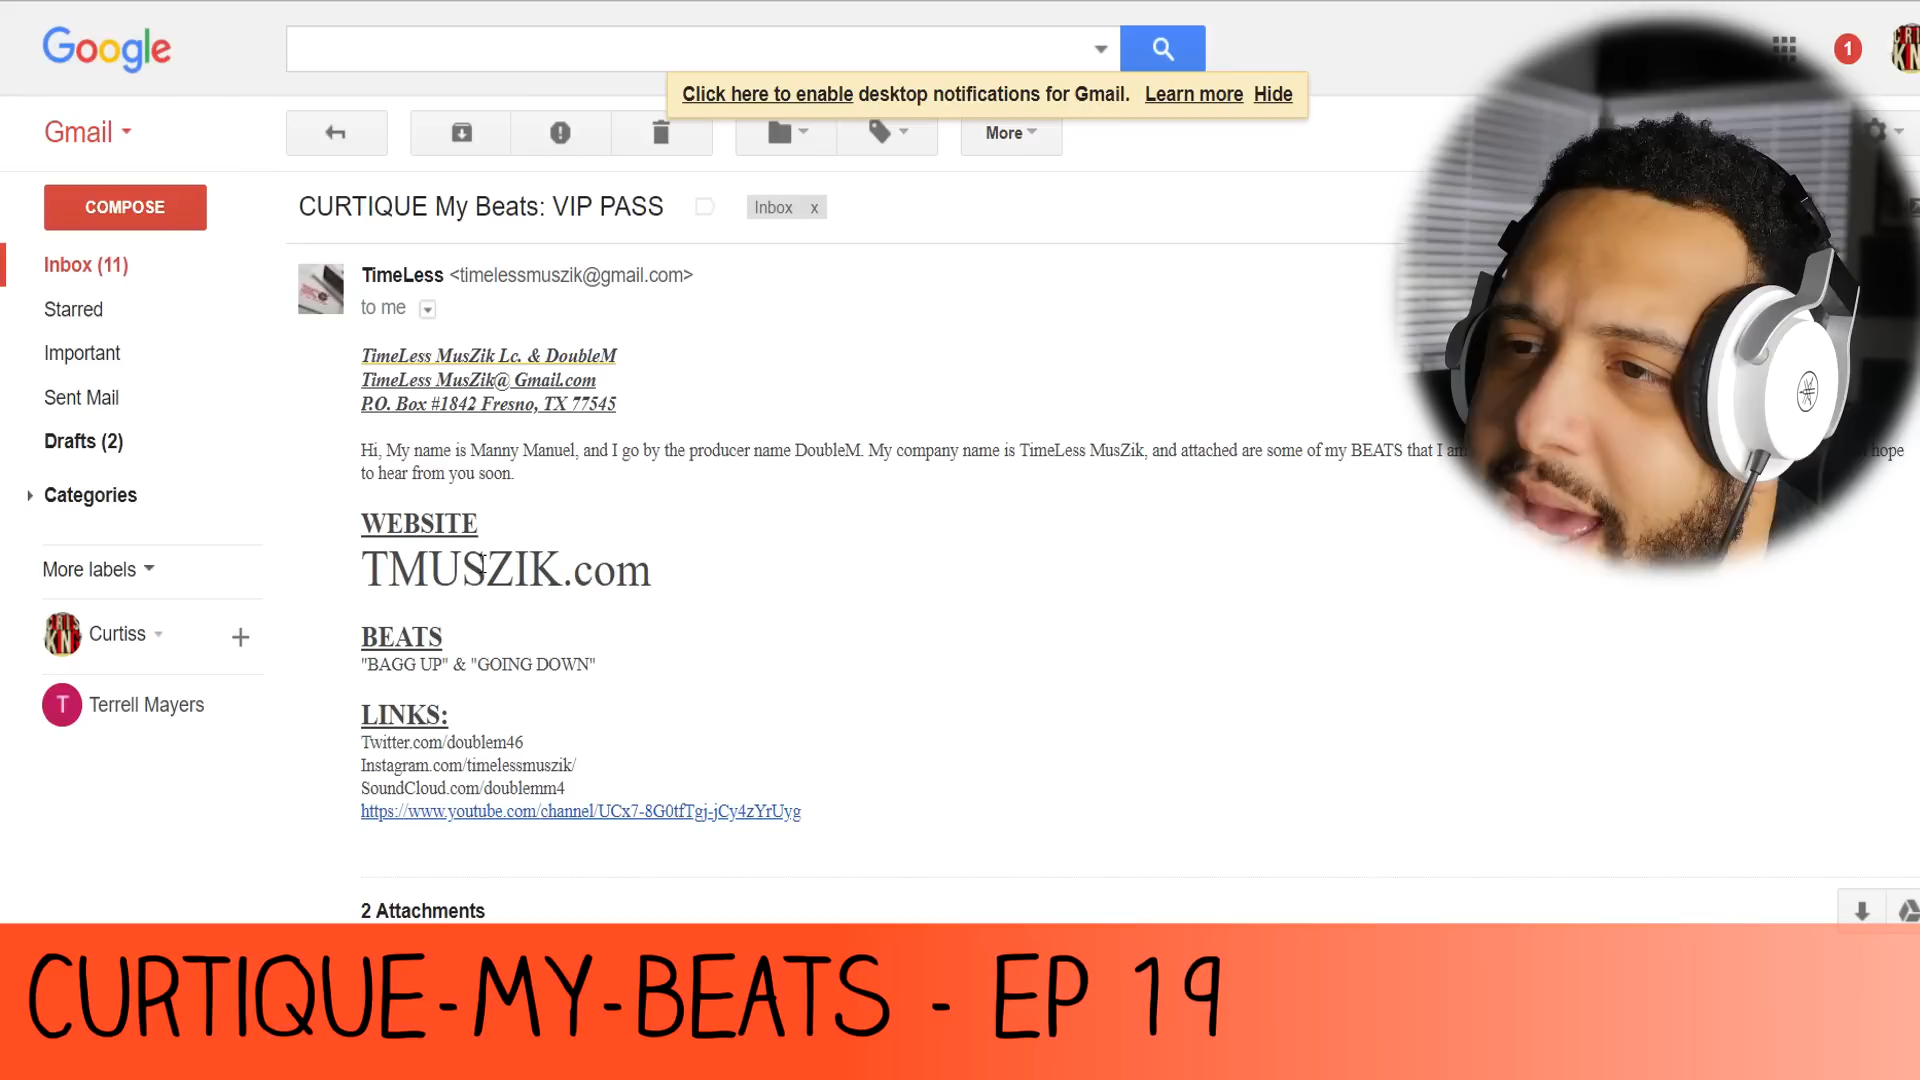 Google
Click here to enable desktop notifications for Gmail. Learn more Hide
1
Gmail
More
COMPOSE
CURTIQUE My Beats: VIP PASS Inbox x
Inbox (11)
Starred
Important
Sent Mail
Drafts (2)
Categories
More labels
Curtiss
T Terrell Mayers
TimeLess <timelessmuszik@gmail.com>
to me
TimeLess MusZik Lc. & DoubleM
TimeLess MusZik@ Gmail.com
P.O. Box #1842 Fresno, TX 77545
Hi, My name is Manny Manuel, and I go by the producer name DoubleM. My company name is TimeLess MusZik, and attached are some of my BEATS that I am hope
to hear from you soon.
WEBSITE
TMUSZIK.com
BEATS
"BAGG UP" & "GOING DOWN"
LINKS:
Twitter.com/doublem46
Instagram.com/timelessmuszik/
SoundCloud.com/doublemm4
https://www.youtube.com/channel/UCx7-8G0tfTgj-jCy4zYrUyg
2 Attachments
CURTIQUE-MY-BEATS - EP 19